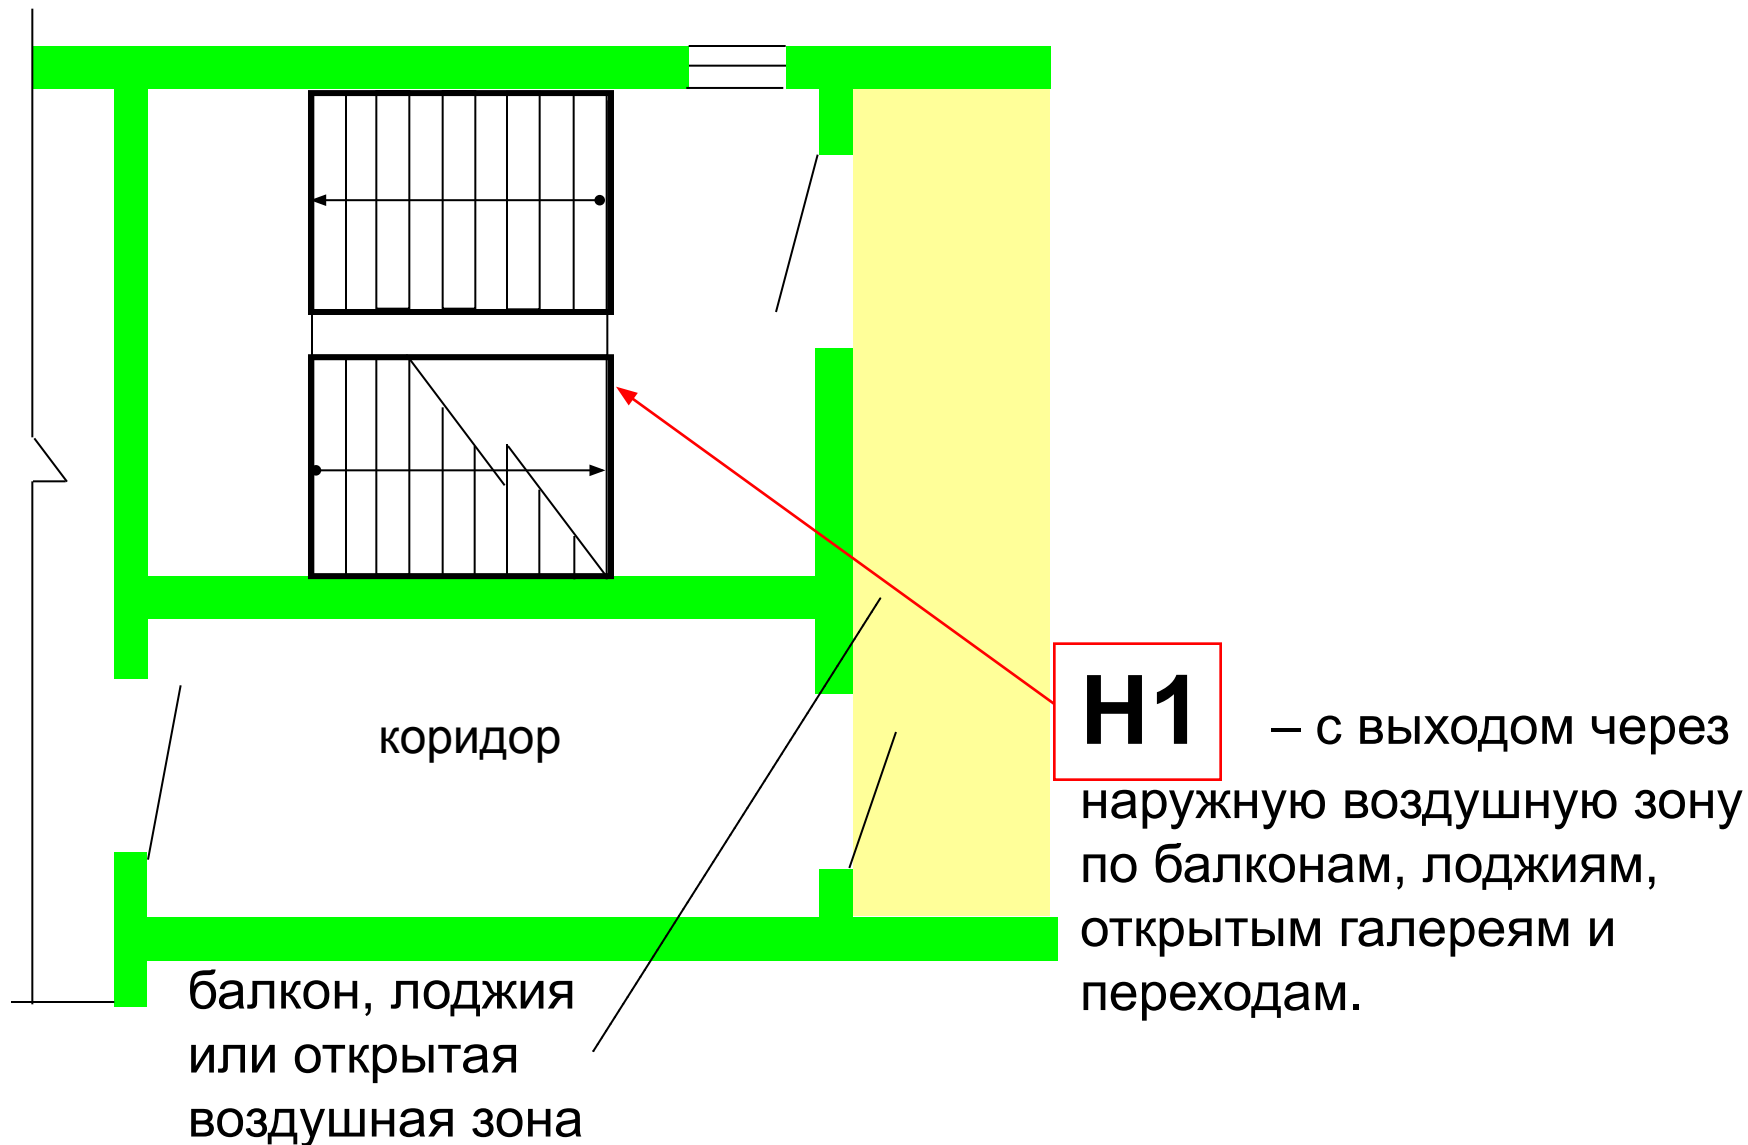 коридор
Н1 – с выходом через
наружную воздушную зону
по балконам, лоджиям,
открытым галереям и
переходам.
балкон, лоджия
или открытая
воздушная зона